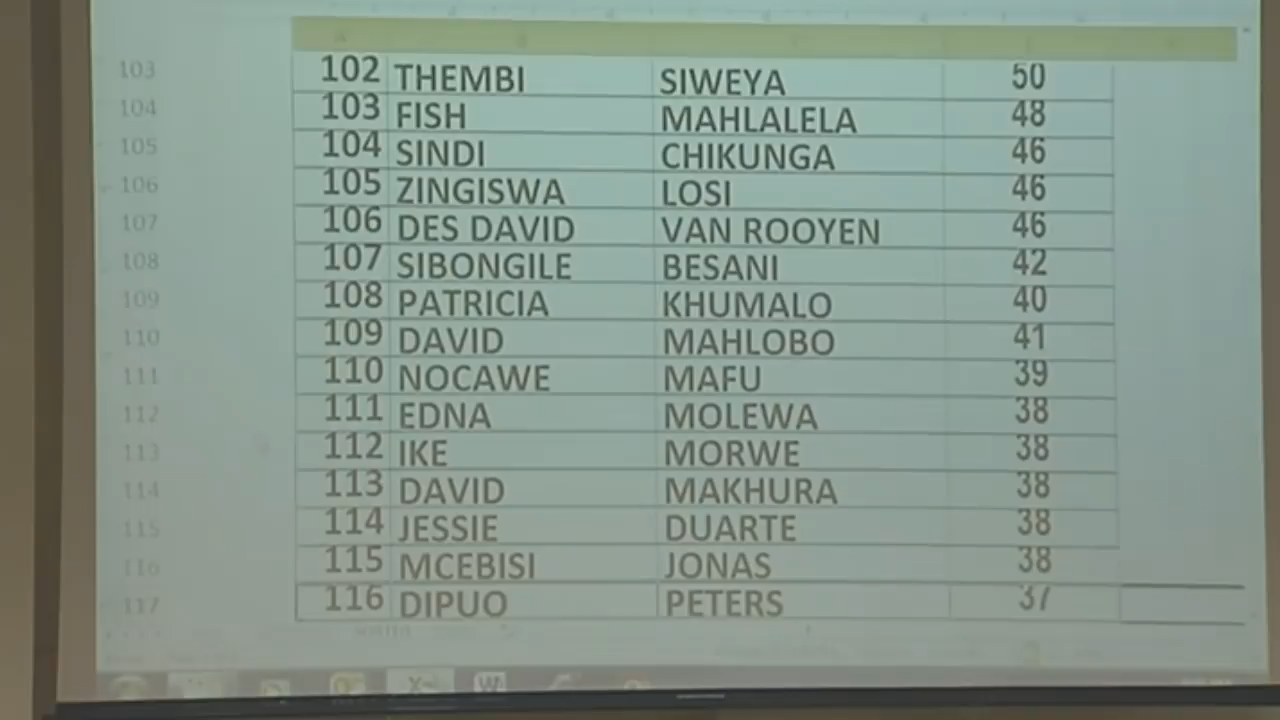 103 102 THEMBI SIWEYA 50
104 103 FISH MAHLALELA 48
105 104 SINDI CHIKUNGA 46
106 105 ZINGISWA LOSI 46
107 106 DES DAVID VAN ROOYEN 46
108 107 SIBONGILE BESANI 42
109 108 PATRICIA KHUMALO 40
110 109 DAVID MAHLOBO 41
111 110 NOCAWE MAFU 39
112 111 EDNA MOLEWA 38
113 112 IKE MORWE 38
114 113 DAVID MAKHURA 38
115 114 JESSIE DUARTE 38
116 115 MCEBISI JONAS 38
117 116 DIPUO PETERS 37